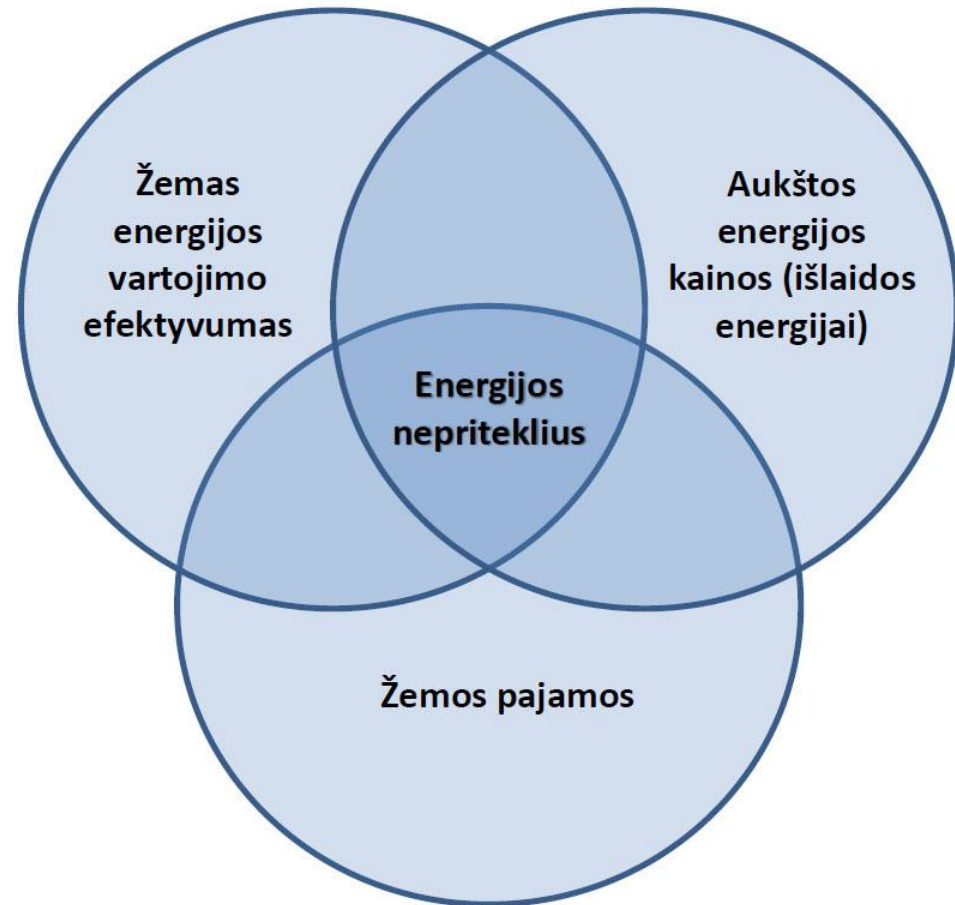 Žemas
energijos
vartojimo
efektyvumas
Aukštos
energijos
kainos (išlaidos
energijai)
Energijos
nepriteklius
Žemos pajamos